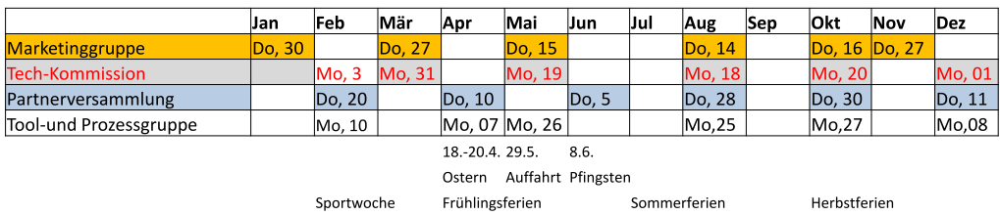 Jan Feb Mär Apr Mai Jun Jul Aug Sep Okt Nov Dez
Marketinggruppe Do, 30 Do, 27 Do, 15 Do, 14 Do, 16 Do, 27
Tech-Kommission Mo, 3 Mo, 31 Mo, 19 Mo, 18 Mo, 20 Mo, 01
Partnerversammlung Do, 20 Do, 10 Do, 5 Do, 28 Do, 30 Do, 11
Tool-und Prozessgruppe Mo, 10 Mo, 07 Mo, 26 Mo,25 Mo,27 Mo,08
18.-20.4. 29.5. 8.6.
Ostern Auffahrt Pfingsten
Sportwoche Frühlingsferien Sommerferien Herbstferien